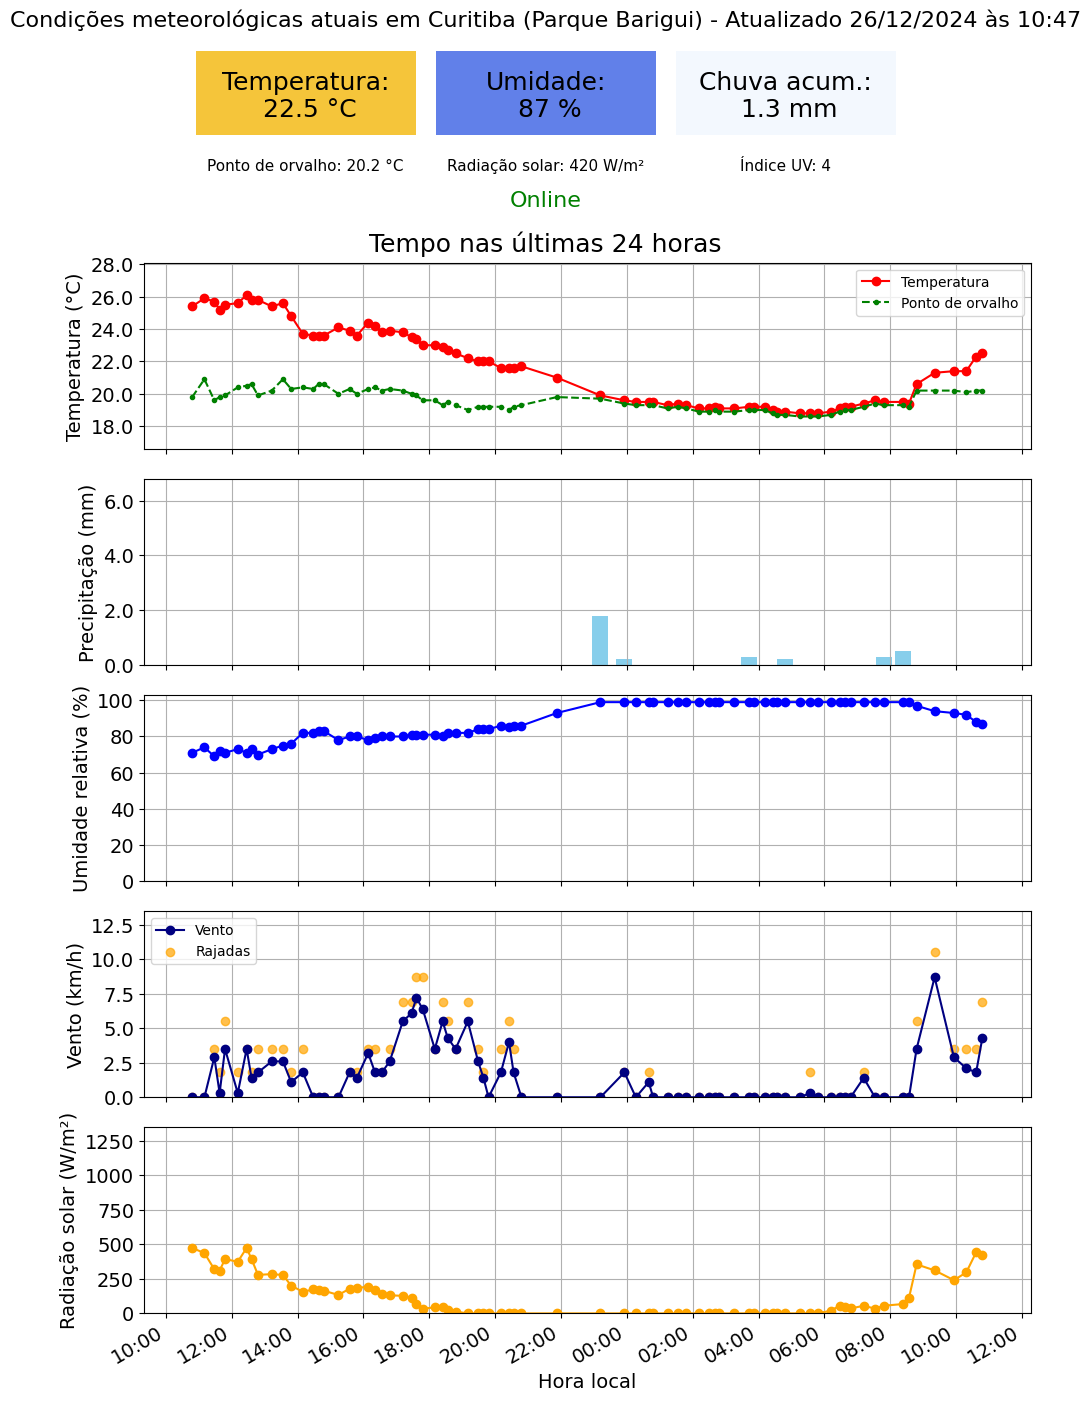 Condições meteorológicas atuais em Curitiba (Parque Barigui) - Atualizado 26/12/2024 às 10:47
Temperatura:
22.5 °C
Umidade:
87 %
Chuva acum.:
1.3 mm
Ponto de orvalho: 20.2 °C
Radiação solar: 420 W/m²
Índice UV: 4
Online
Tempo nas últimas 24 horas
Temperatura (°C)
28.0
26.0
24.0
22.0
20.0
18.0
Temperatura
Ponto de orvalho
Precipitação (mm)
6.0
4.0
2.0
0.0
Umidade relativa (%)
100
80
60
40
20
0
Vento (km/h)
12.5
10.0
7.5
5.0
2.5
0.0
Vento
Rajadas
Radiação solar (W/m²)
1250
1000
750
500
250
0
10:00
12:00
14:00
16:00
18:00
20:00
22:00
00:00
02:00
04:00
06:00
08:00
10:00
12:00
Hora local